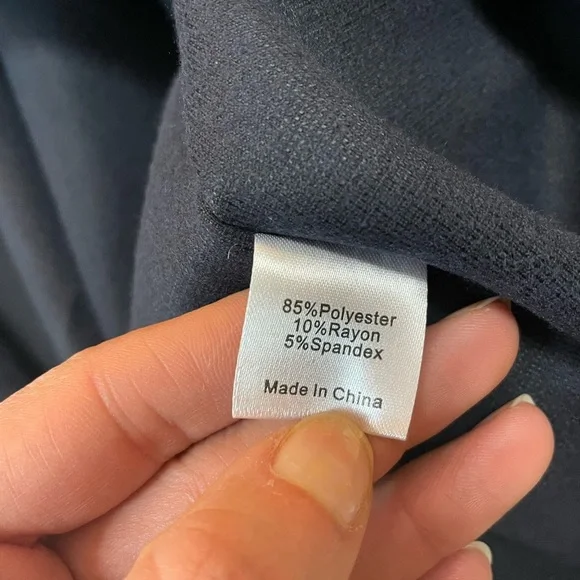 85%Polyester
10%Rayon
5%Spandex
Made In China